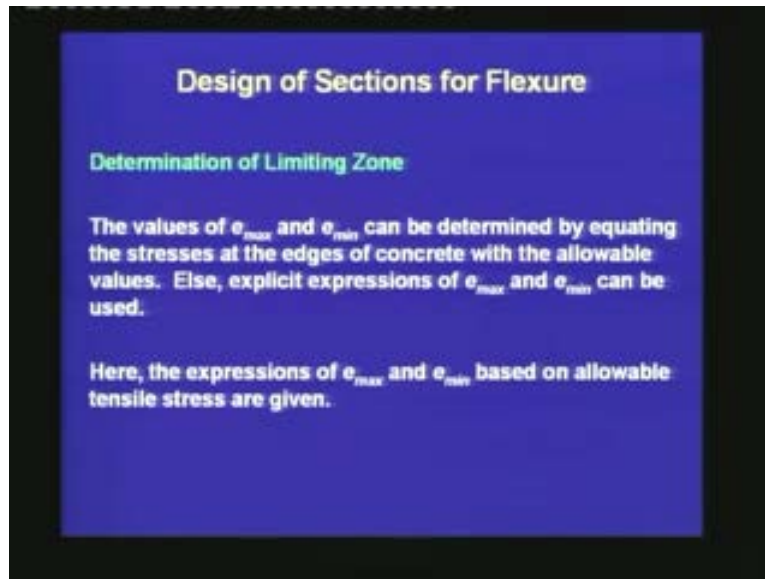 Design of Sections for Flexure
Determination of Limiting Zone
The values of emax and emin can be determined by equating
the stresses at the edges of concrete with the allowable
values. Else, explicit expressions of emax and emin can be
used.
Here, the expressions of emax and emin based on allowable
tensile stress are given.